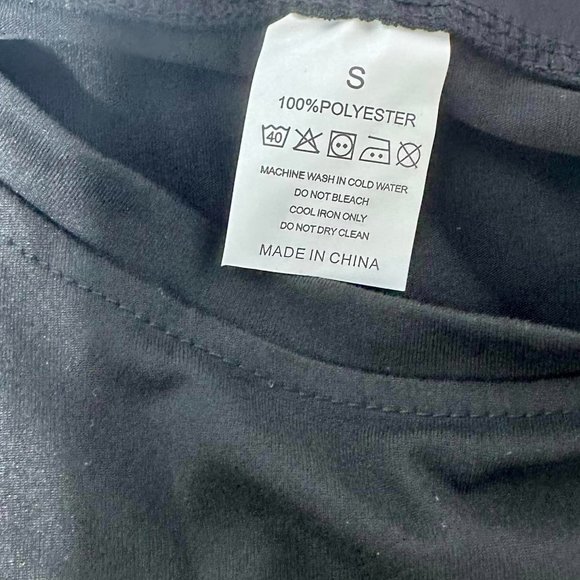 S
100%POLYESTER
40
MACHINE WASH IN COLD WATER
DO NOT BLEACH
COOL IRON ONLY
DO NOT DRY CLEAN
MADE IN CHINA